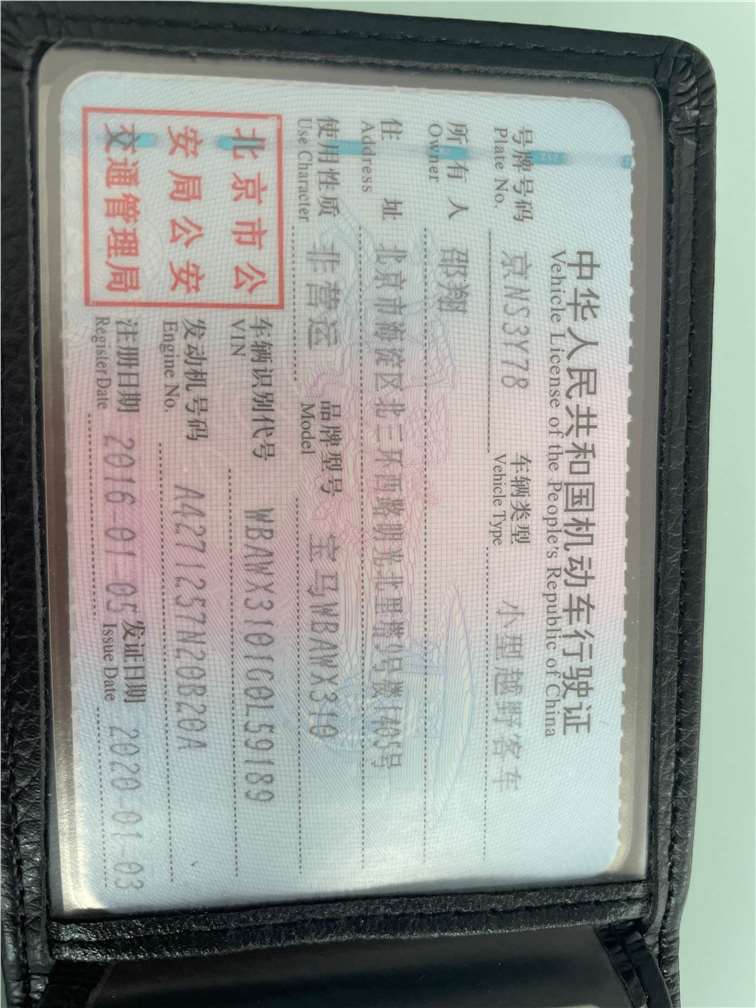 中华人民共和国机动车行驶证
Vehicle License of the People's Republic of China
号牌号码 京NS3Y78 车辆类型 小型越野客车
Plate No. Vehicle Type
所有人 邵翔
Owner
住 址 北京市海淀区北三环西路明光北里塔9号楼1405号
Address
使用性质 非营运 品牌型号 宝马WBAWX310
Use Character Model
北京市公
安局公安
交通管理局
车辆识别代号 WBAWX3101G0L59189
VIN
发动机号码 A4271257N20B20A
Engine No.
注册日期 2016-01-05 发证日期 2020-01-03
Register Date Issue Date